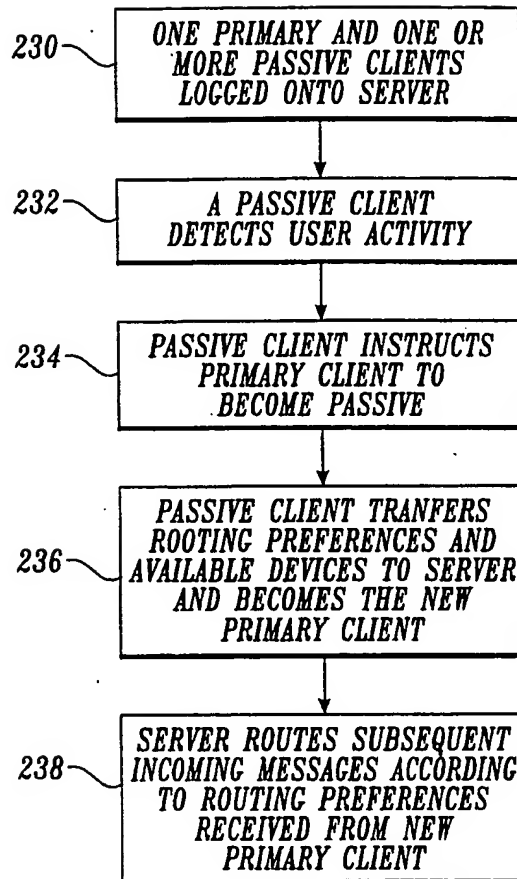 230
ONE PRIMARY AND ONE OR
MORE PASSIVE CLIENTS
LOGGED ONTO SERVER
232
A PASSIVE CLIENT
DETECTS USER ACTIVITY
234
PASSIVE CLIENT INSTRUCTS
PRIMARY CLIENT TO
BECOME PASSIVE
236
PASSIVE CLIENT TRANFERS
ROOTING PREFERENCES AND
AVAILABLE DEVICES TO SERVER
AND BECOMES THE NEW
PRIMARY CLIENT
238
SERVER ROUTES SUBSEQUENT
INCOMING MESSAGES ACCORDING
TO ROUTING PREFERENCES
RECEIVED FROM NEW
PRIMARY CLIENT